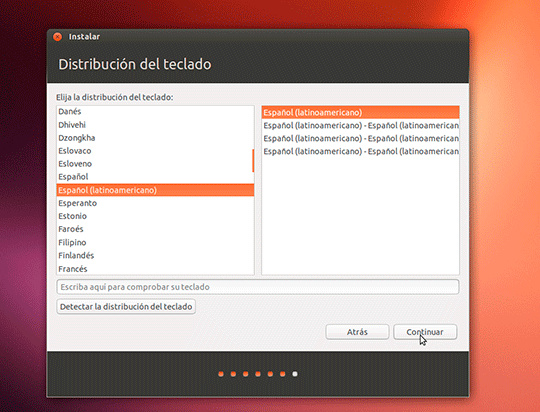 Instalar
Distribución del teclado
Elija la distribución del teclado:
Danés
Dhivehi
Dzongkha
Eslovaco
Esloveno
Español
Español (latinoamericano)
Esperanto
Estonio
Faroés
Filipino
Finlandés
Francés
Español (latinoamericano)
Español (latinoamericano) - Español (latinoamerican
Español (latinoamericano) - Español (latinoamerican
Español (latinoamericano) - Español (latinoamerican
Escriba aquí para comprobar su teclado
Detectar la distribución del teclado
Atrás Continuar